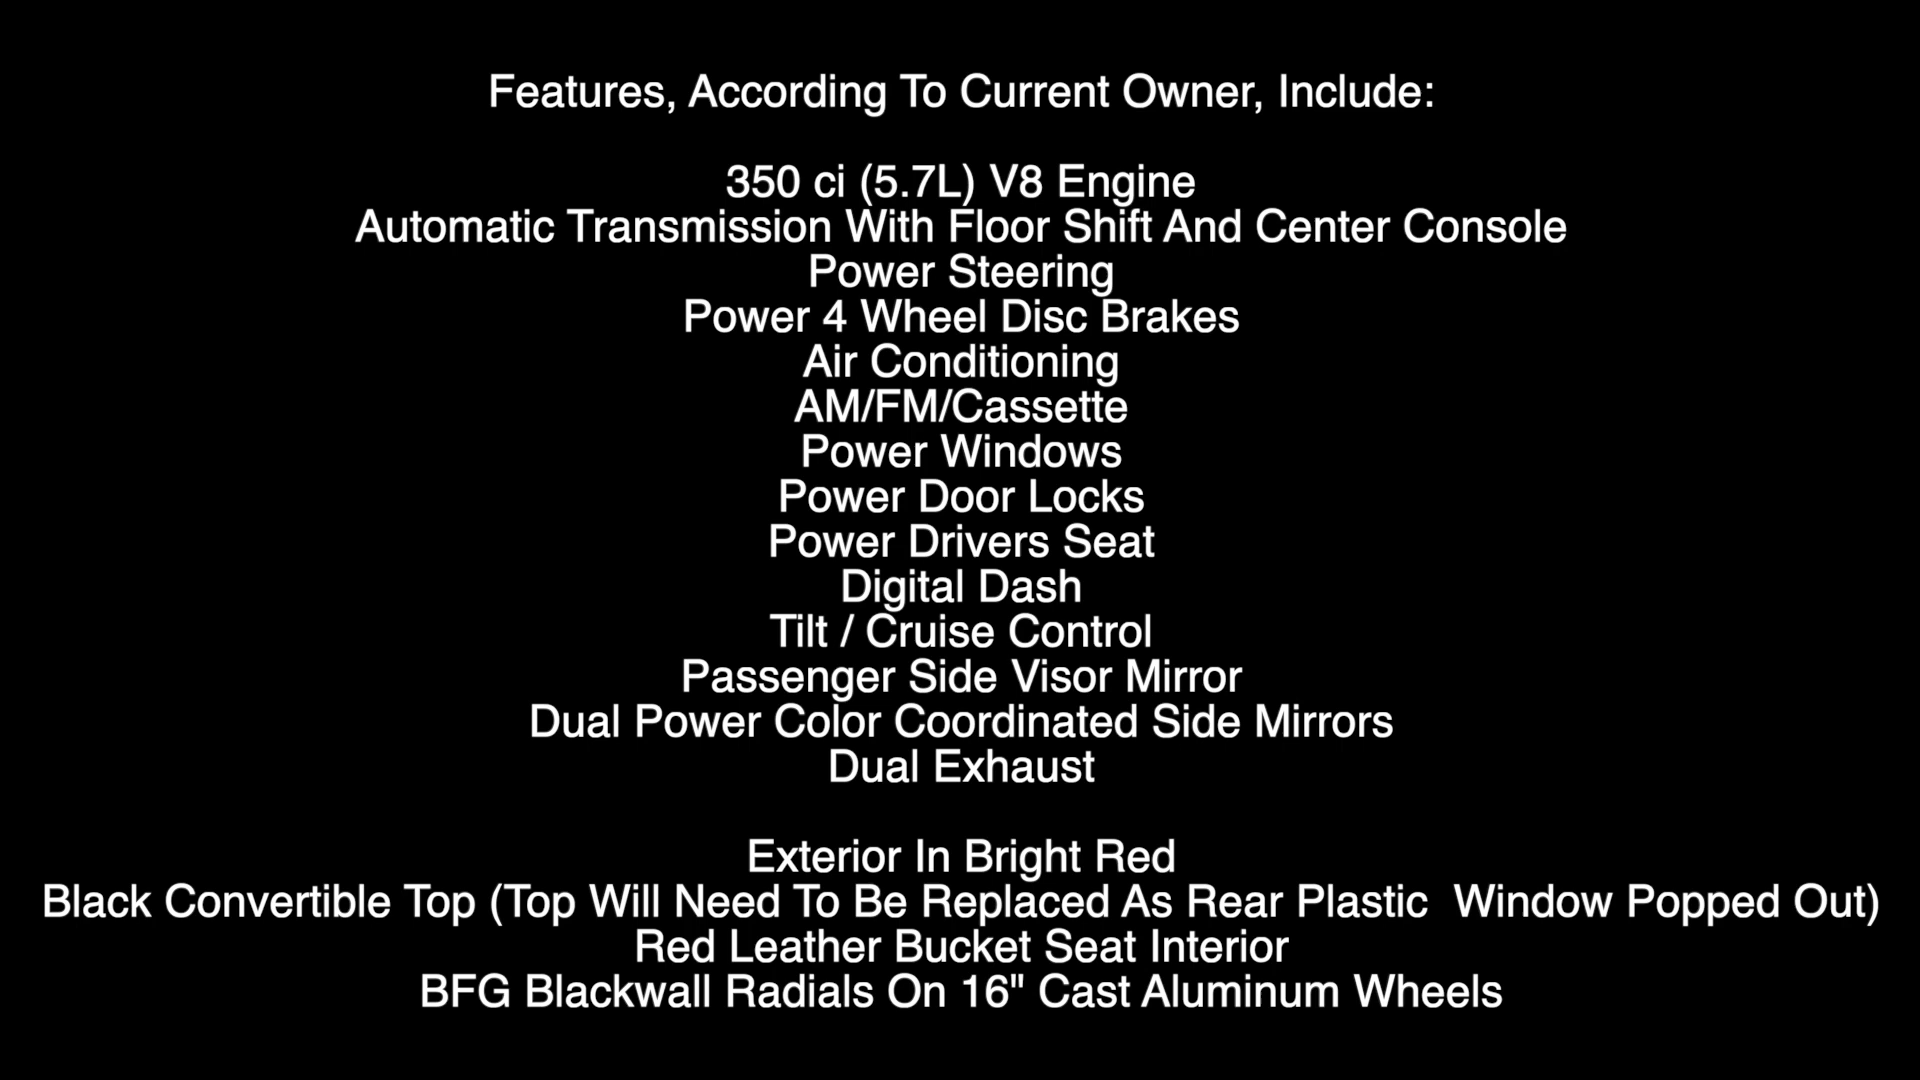 Features, According To Current Owner, Include:
350 ci (5.7L) V8 Engine
Automatic Transmission With Floor Shift And Center Console
Power Steering
Power 4 Wheel Disc Brakes
Air Conditioning
AM/FM/Cassette
Power Windows
Power Door Locks
Power Drivers Seat
Digital Dash
Tilt / Cruise Control
Passenger Side Visor Mirror
Dual Power Color Coordinated Side Mirrors
Dual Exhaust
Exterior In Bright Red
Black Convertible Top (Top Will Need To Be Replaced As Rear Plastic  Window Popped Out)
Red Leather Bucket Seat Interior
BFG Blackwall Radials On 16" Cast Aluminum Wheels